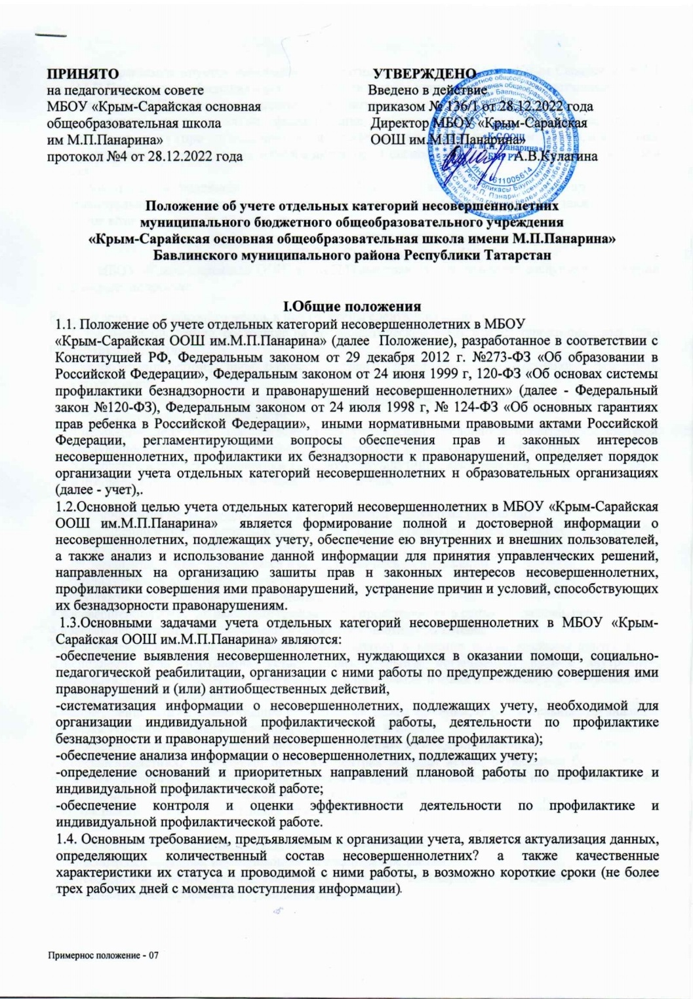 ПРИНЯТО
на педагогическом совете
МБОУ «Крым-Сарайская основная
общеобразовательная школа
им М.П.Панарина»
протокол №4 от 28.12.2022 года
УТВЕРЖДЕНО
Введено в действие
приказом № 136/1 от 28.12.2022 года
Директор МБОУ «Крым-Сарайская
ООШ им.М.П.Панарина»
А.В.Кулагина
Положение об учете отдельных категорий несовершеннолетних
муниципального бюджетного общеобразовательного учреждения
«Крым-Сарайская основная общеобразовательная школа имени М.П.Панарина»
Бавлинского муниципального района Республики Татарстан
I.Общие положения
1.1. Положение об учете отдельных категорий несовершеннолетних в МБОУ
«Крым-Сарайская ООШ им.М.П.Панарина» (далее Положение), разработанное в соответствии с
Конституцией РФ, Федеральным законом от 29 декабря 2012 г. №273-ФЗ «Об образовании в
Российской Федерации», Федеральным законом от 24 июня 1999 г, 120-ФЗ «Об основах системы
профилактики безнадзорности и правонарушений несовершеннолетних» (далее - Федеральный
закон №120-ФЗ), Федеральным законом от 24 июля 1998 г, № 124-ФЗ «Об основных гарантиях
прав ребенка в Российской Федерации», иными нормативными правовыми актами Российской
Федерации, регламентирующими вопросы обеспечения прав и законных интересов
несовершеннолетних, профилактики их безнадзорности к правонарушений, определяет порядок
организации учета отдельных категорий несовершеннолетних н образовательных организациях
(далее - учет),.
1.2.Основной целью учета отдельных категорий несовершеннолетних в МБОУ «Крым-Сарайская
ООШ им.М.П.Панарина» является формирование полной и достоверной информации о
несовершеннолетних, подлежащих учету, обеспечение ею внутренних и внешних пользователей,
а также анализ и использование данной информации для принятия управленческих решений,
направленных на организацию зашиты прав н законных интересов несовершеннолетних,
профилактики совершения ими правонарушений, устранение причин и условий, способствующих
их безнадзорности правонарушениям.
1.3.Основными задачами учета отдельных категорий несовершеннолетних в МБОУ «Крым-
Сарайская ООШ им.М.П.Панарина» являются:
-обеспечение выявления несовершеннолетних, нуждающихся в оказании помощи, социально-
педагогической реабилитации, организации с ними работы по предупреждению совершения ими
правонарушений и (или) антиобщественных действий,
-систематизация информации о несовершеннолетних, подлежащих учету, необходимой для
организации индивидуальной профилактической работы, деятельности по профилактике
безнадзорности и правонарушений несовершеннолетних (далее профилактика);
-обеспечение анализа информации о несовершеннолетних, подлежащих учету;
-определение оснований и приоритетных направлений плановой работы по профилактике и
индивидуальной профилактической работе;
-обеспечение контроля и оценки эффективности деятельности по профилактике и
индивидуальной профилактической работе.
1.4. Основным требованием, предъявляемым к организации учета, является актуализация данных,
определяющих количественный состав несовершеннолетних? а также качественные
характеристики их статуса и проводимой с ними работы, в возможно короткие сроки (не более
трех рабочих дней с момента поступления информации).
Примернос положение - 07